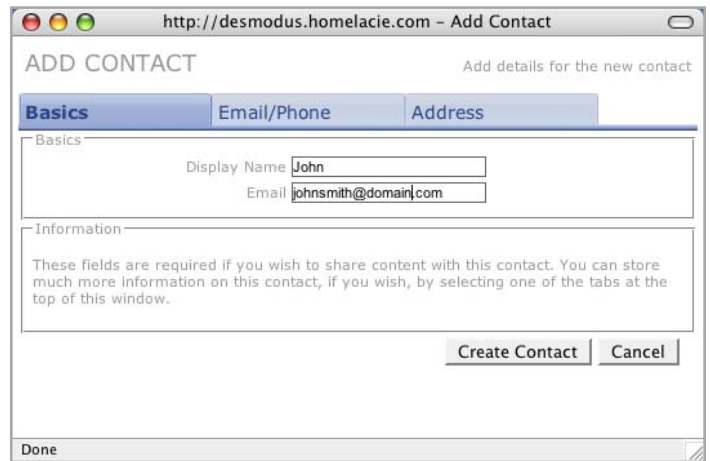 http://desmodus.homelacie.com – Add Contact
ADD CONTACT
Add details for the new contact
Basics
Email/Phone
Address
Basics
Display Name John
Email johnsmith@domain.com
Information
These fields are required if you wish to share content with this contact. You can store
much more information on this contact, if you wish, by selecting one of the tabs at the
top of this window.
Create Contact
Cancel
Done